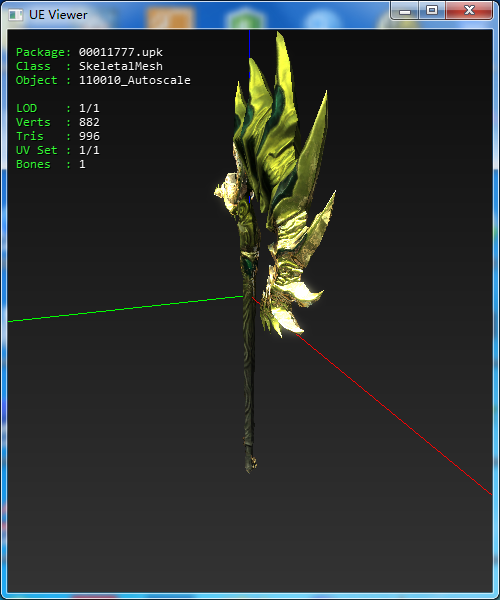 UE Viewer
Package: 00011777.upk
Class  : SkeletalMesh
Object : 110010_Autoscale
LOD    : 1/1
Verts  : 882
Tris   : 996
UV Set : 1/1
Bones  : 1